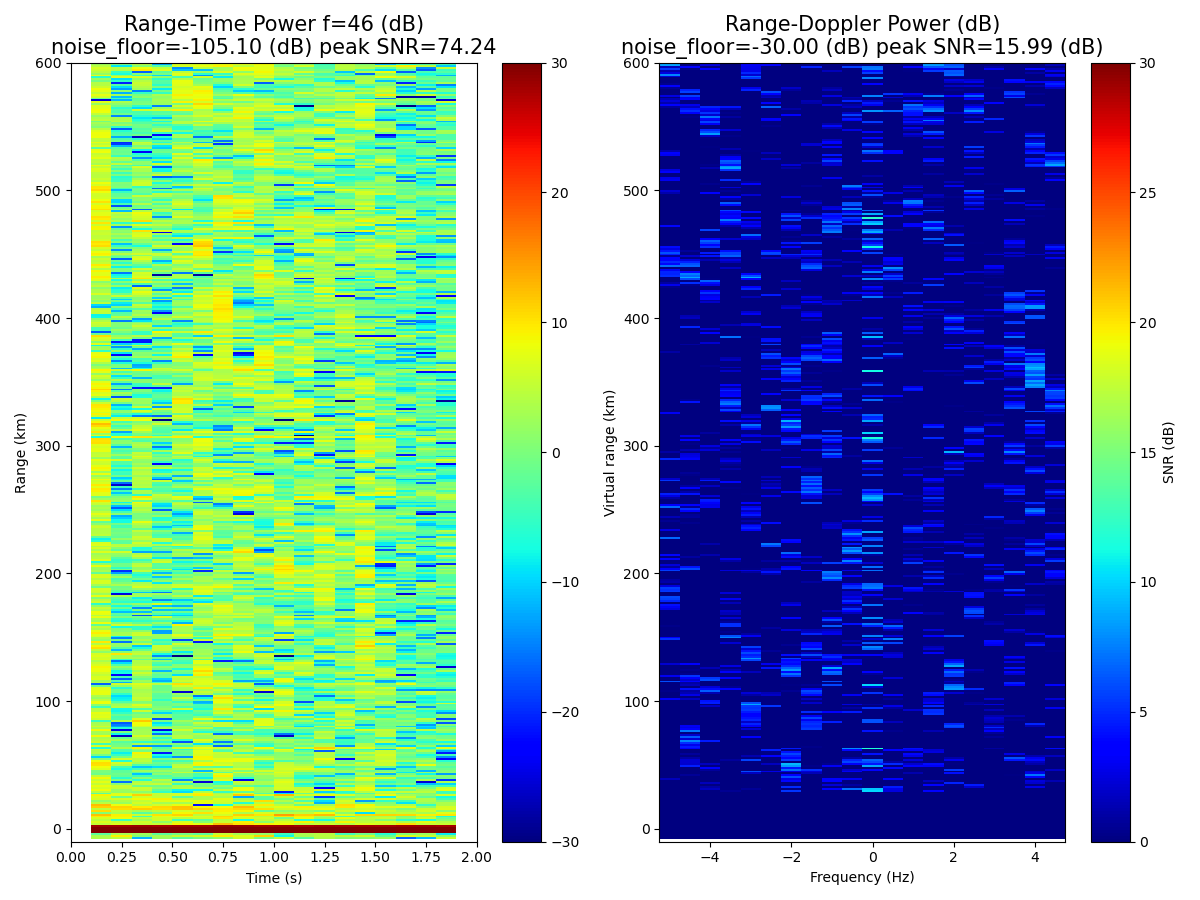 Range-Time Power f=46 (dB)
noise_floor=-105.10 (dB) peak SNR=74.24
Range-Doppler Power (dB)
noise_floor=-30.00 (dB) peak SNR=15.99 (dB)
Range (km)
600
500
400
300
200
100
0
0.00 0.25 0.50 0.75 1.00 1.25 1.50 1.75 2.00
Time (s)
30
20
10
0
−10
−20
−30
Virtual range (km)
600
500
400
300
200
100
0
−4 −2 0 2 4
Frequency (Hz)
30
25
20
15
10
5
0
SNR (dB)